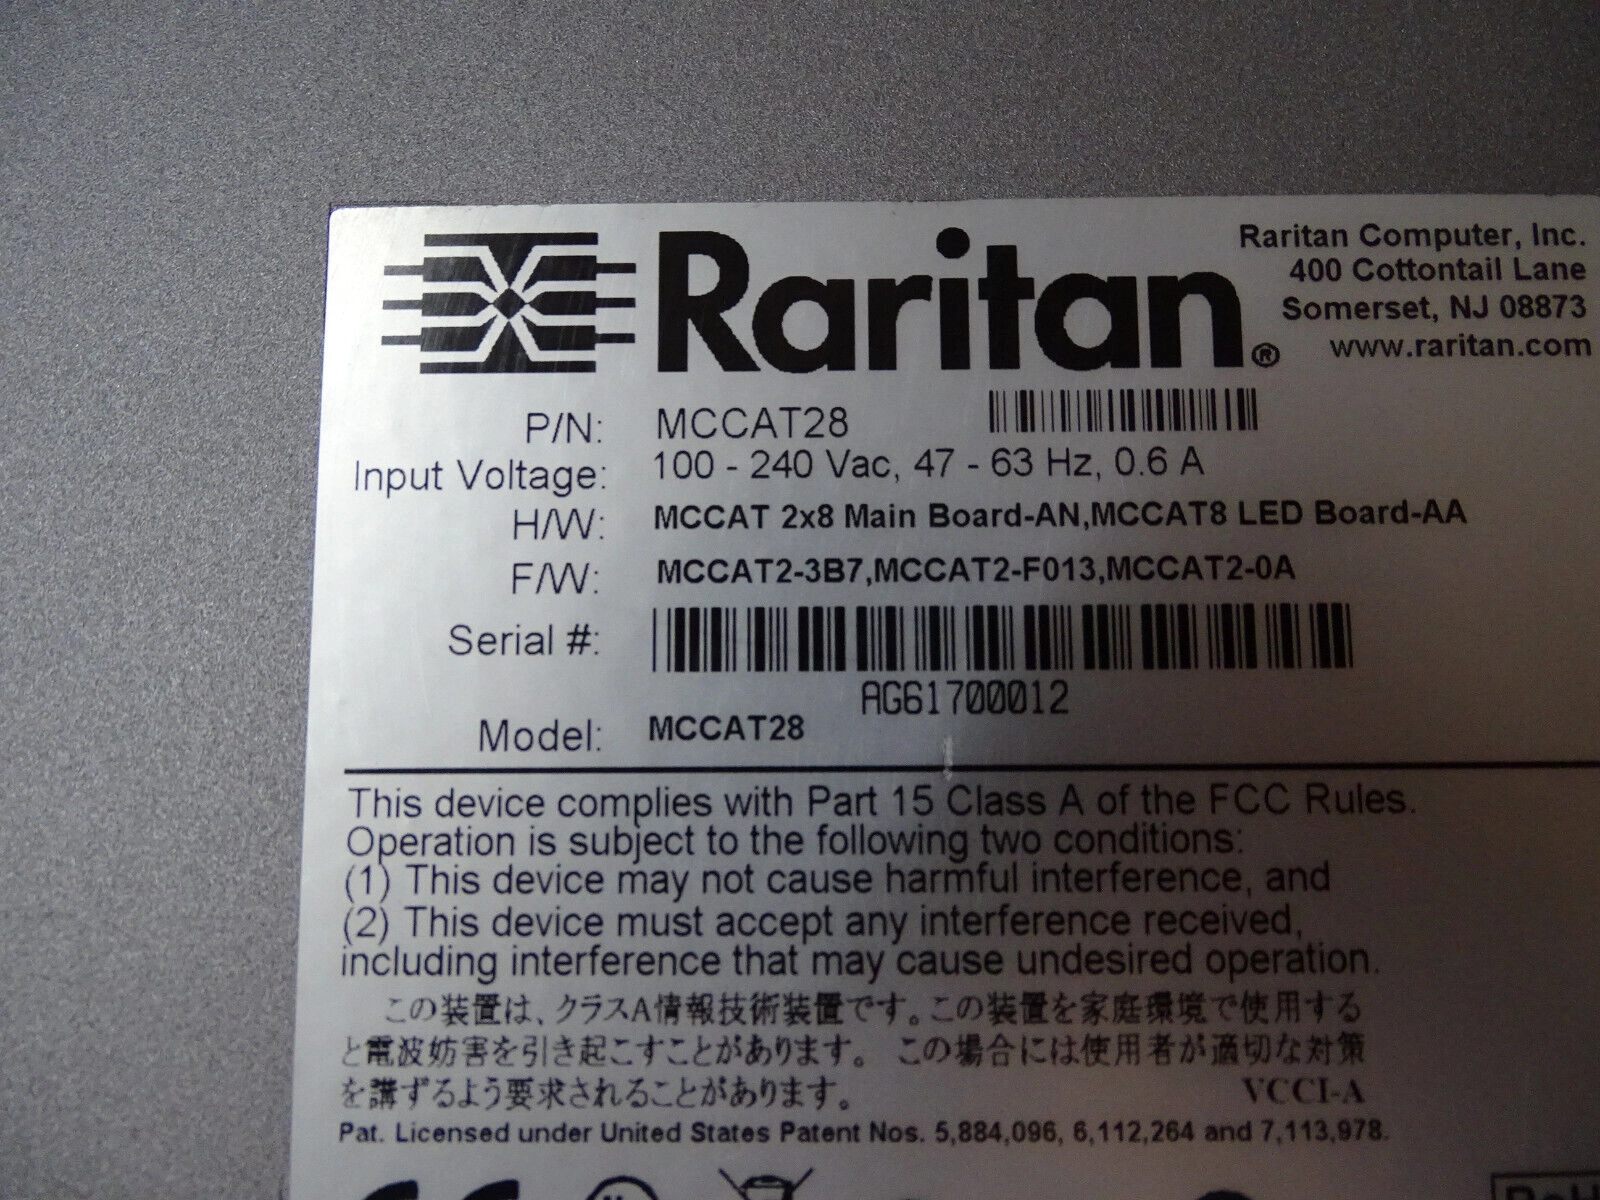 Raritan®
Raritan Computer, Inc.
400 Cottontail Lane
Somerset, NJ 08873
www.raritan.com
P/N: MCCAT28
Input Voltage: 100 - 240 Vac, 47 - 63 Hz, 0.6 A
H/W: MCCAT 2x8 Main Board-AN,MCCAT8 LED Board-AA
F/W: MCCAT2-3B7,MCCAT2-F013,MCCAT2-0A
Serial #:
AG61700012
Model: MCCAT28
This device complies with Part 15 Class A of the FCC Rules.
Operation is subject to the following two conditions:
(1) This device may not cause harmful interference, and
(2) This device must accept any interference received,
including interference that may cause undesired operation.
この装置は、クラスA情報技術装置です。この装置を家庭環境で使用する
と電波妨害を引き起こすことがあります。 この場合には使用者が適切な対策
を講ずるよう要求されることがあります。 VCCI-A
Pat. Licensed under United States Patent Nos. 5,884,096, 6,112,264 and 7,113,978.